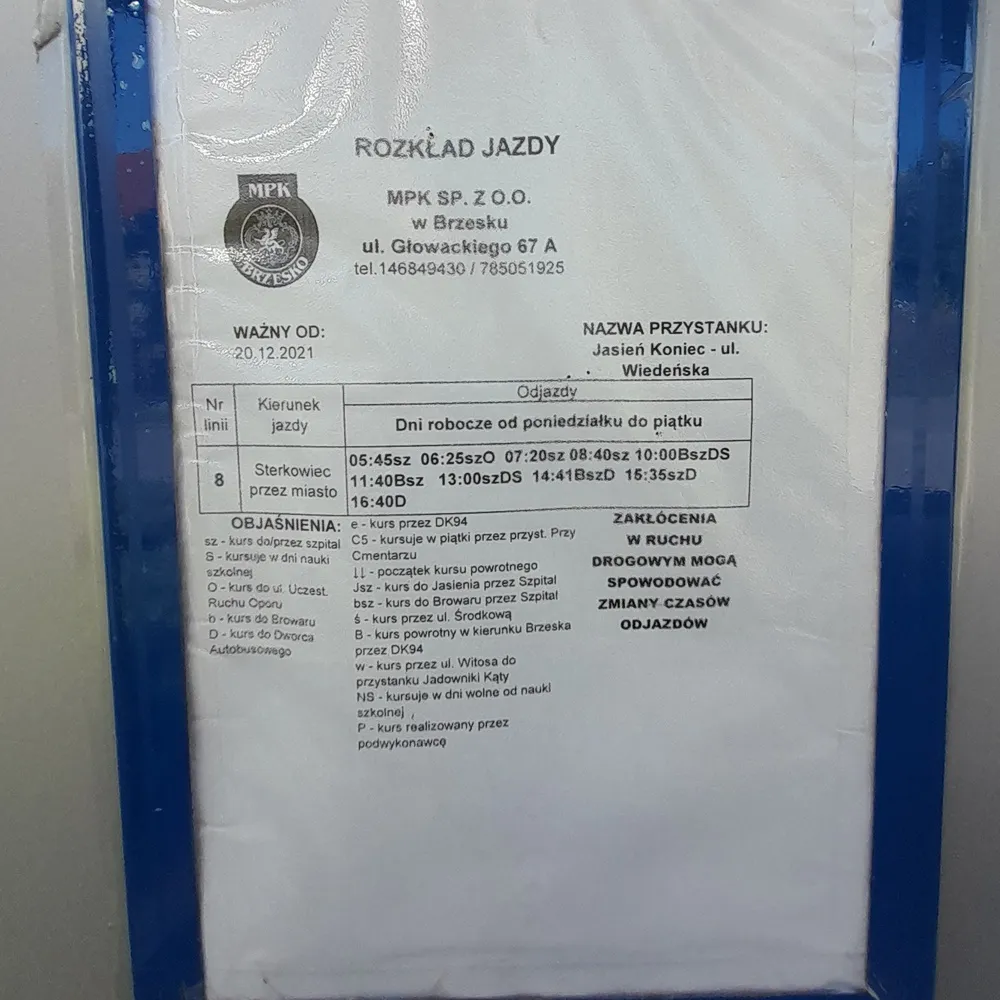 ROZKŁAD JAZDY
MPK
BRZESKO
MPK SP. Z O.O.
w Brzesku
ul. Głowackiego 67 A
tel.146849430 / 785051925
WAŻNY OD:
20.12.2021
NAZWA PRZYSTANKU:
Jasień Koniec - ul.
Wiedeńska
Nr
linii
Kierunek
jazdy
Odjazdy
Dni robocze od poniedziałku do piątku
8
Sterkowiec
przez miasto
05:45sz 06:25szO 07:20sz 08:40sz 10:00BszDS
11:40Bsz 13:00szDS 14:41BszD 15:35szD
16:40D
OBJAŚNIENIA:
sz - kurs do/przez szpital
S - kursuje w dni nauki
szkolnej
O - kurs do ul. Uczest.
Ruchu Oporu
b - kurs do Browaru
D - kurs do Dworca
Autobusowego
e - kurs przez DK94
C5 - kursuje w piątki przez przyst. Przy
Cmentarzu
↓↓ - początek kursu powrotnego
Jsz - kurs do Jasienia przez Szpital
bsz - kurs do Browaru przez Szpital
ś - kurs przez ul. Środkową
B - kurs powrotny w kierunku Brzeska
przez DK94
w - kurs przez ul. Witosa do
przystanku Jadowniki Kąty
NS - kursuje w dni wolne od nauki
szkolnej
P - kurs realizowany przez
podwykonawcę
ZAKŁÓCENIA
W RUCHU
DROGOWYM MOGĄ
SPOWODOWAĆ
ZMIANY CZASÓW
ODJAZDÓW